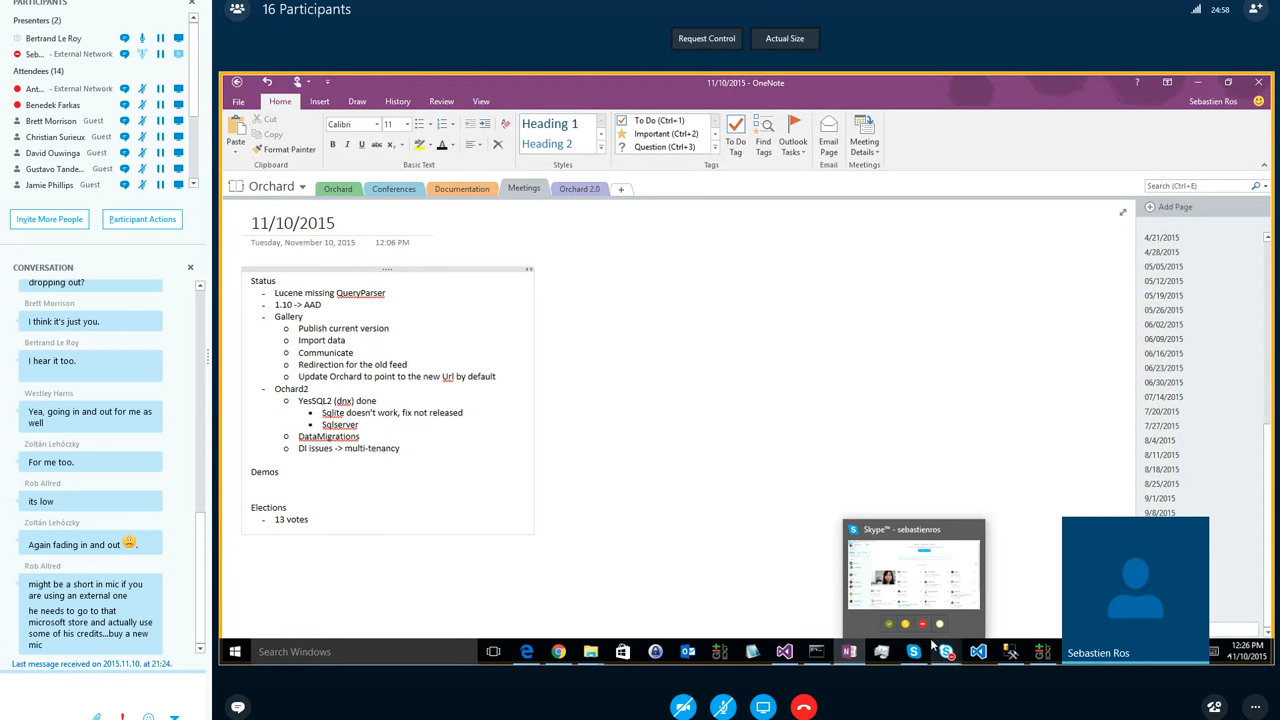 PARTICIPANTS
Presenters (2)
Bertrand Le Roy
Seb... - External Network
Attendees (14)
Ant... - External Network
Benedek Farkas
Brett Morrison Guest
Christian Surieux Guest
David Ouwinga Guest
Gustavo Tande... Guest
Jamie Phillips Guest
Invite More People
Participant Actions
CONVERSATION
dropping out?
Brett Morrison
I think it's just you.
Bertrand Le Roy
I hear it too.
Westley Harris
Yea, going in and out for me as
well
Zoltán Lehóczky
For me too.
Rob Allred
its low
Zoltán Lehóczky
Again fading in and out
Rob Allred
might be a short in mic if you
are using an external one
he needs to go to that
microsoft store and actually use
some of his credits...buy a new
mic
Last message received on 2015.11.10. at 21:24.
16 Participants
24:58
Request Control
Actual Size
11/10/2015 - OneNote
File Home Insert Draw History Review View
Sebastien Ros
Paste
Cut
Copy
Format Painter
Clipboard
Calibri 11
Basic Text
Heading 1
Heading 2
Styles
To Do (Ctrl+1)
Important (Ctrl+2)
Question (Ctrl+3)
To Do
Tag
Find
Tags
Outlook
Tasks
Tags
Email
Page
Email
Meeting
Details
Meetings
Orchard
Orchard Conferences Documentation Meetings Orchard 2.0
Search (Ctrl+E)
11/10/2015
Tuesday, November 10, 2015 12:06 PM
Status
- Lucene missing QueryParser
- 1.10 -> AAD
- Gallery
o Publish current version
o Import data
o Communicate
o Redirection for the old feed
o Update Orchard to point to the new Url by default
- Ochard2
o YesSQL2 (dnx) done
▪ Sqlite doesn't work, fix not released
▪ Sqlserver
o DataMigrations
o DI issues -> multi-tenancy
Demos
Elections
- 13 votes
Add Page
4/21/2015
4/28/2015
05/05/2015
05/12/2015
05/19/2015
05/26/2015
06/02/2015
06/09/2015
06/16/2015
06/23/2015
06/30/2015
07/14/2015
7/20/2015
7/27/2015
8/4/2015
8/11/2015
8/18/2015
8/25/2015
9/1/2015
9/8/2015
Skype™ - sebastienros
Sebastien Ros
Search Windows
12:26 PM
11/10/2015